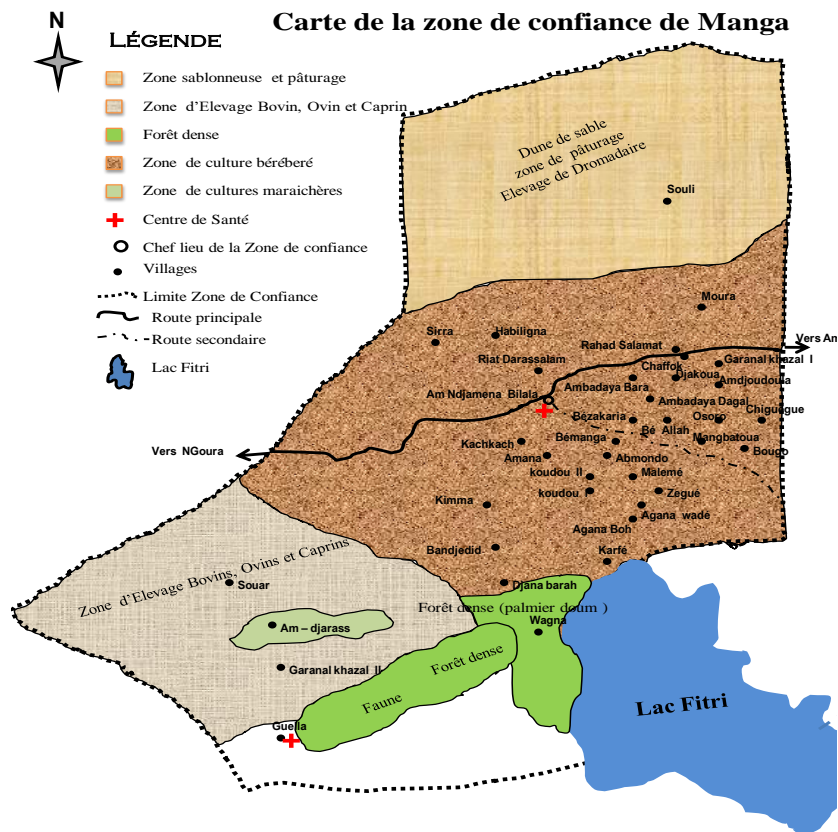 Carte de la zone de confiance de Manga
N
LÉGENDE
Zone sablonneuse et pâturage
Zone d'Elevage Bovin, Ovin et Caprin
Forêt dense
Zone de culture béréberé
Zone de cultures maraichères
Centre de Santé
Chef lieu de la Zone de confiance
Villages
Limite Zone de Confiance
Route principale
Route secondaire
Lac Fitri
Dune de sable
zone de pâturage
Elevage de Dromadaire
Souli
Moura
Sirra
Habiligna
Vers Am
Rahad Salamat
Riat Darassalam
Chaffok
Garanal khazal I
Djakoua
Am Ndjamena Bilala
Ambadaya Bara
Amdjoudoula
Ambadaya Dagal
Bézakaria
Bé Allah
Osoro
Chiguegue
Vers NGoura
Kachkach
Bémanga
Mangbatoua
Bougo
Amana
Abmondo
koudou II
Malemé
koudou I
Zegué
Kimma
Agana wadé
Agana Boh
Bandjedid
Karfé
Zone d'Elevage Bovins, Ovins et Caprins
Souar
Djana barah
Forêt dense (palmier doum )
Wagna
Am – djarass
Forêt dense
Garanal khazal II
Faune
Lac Fitri
Guella